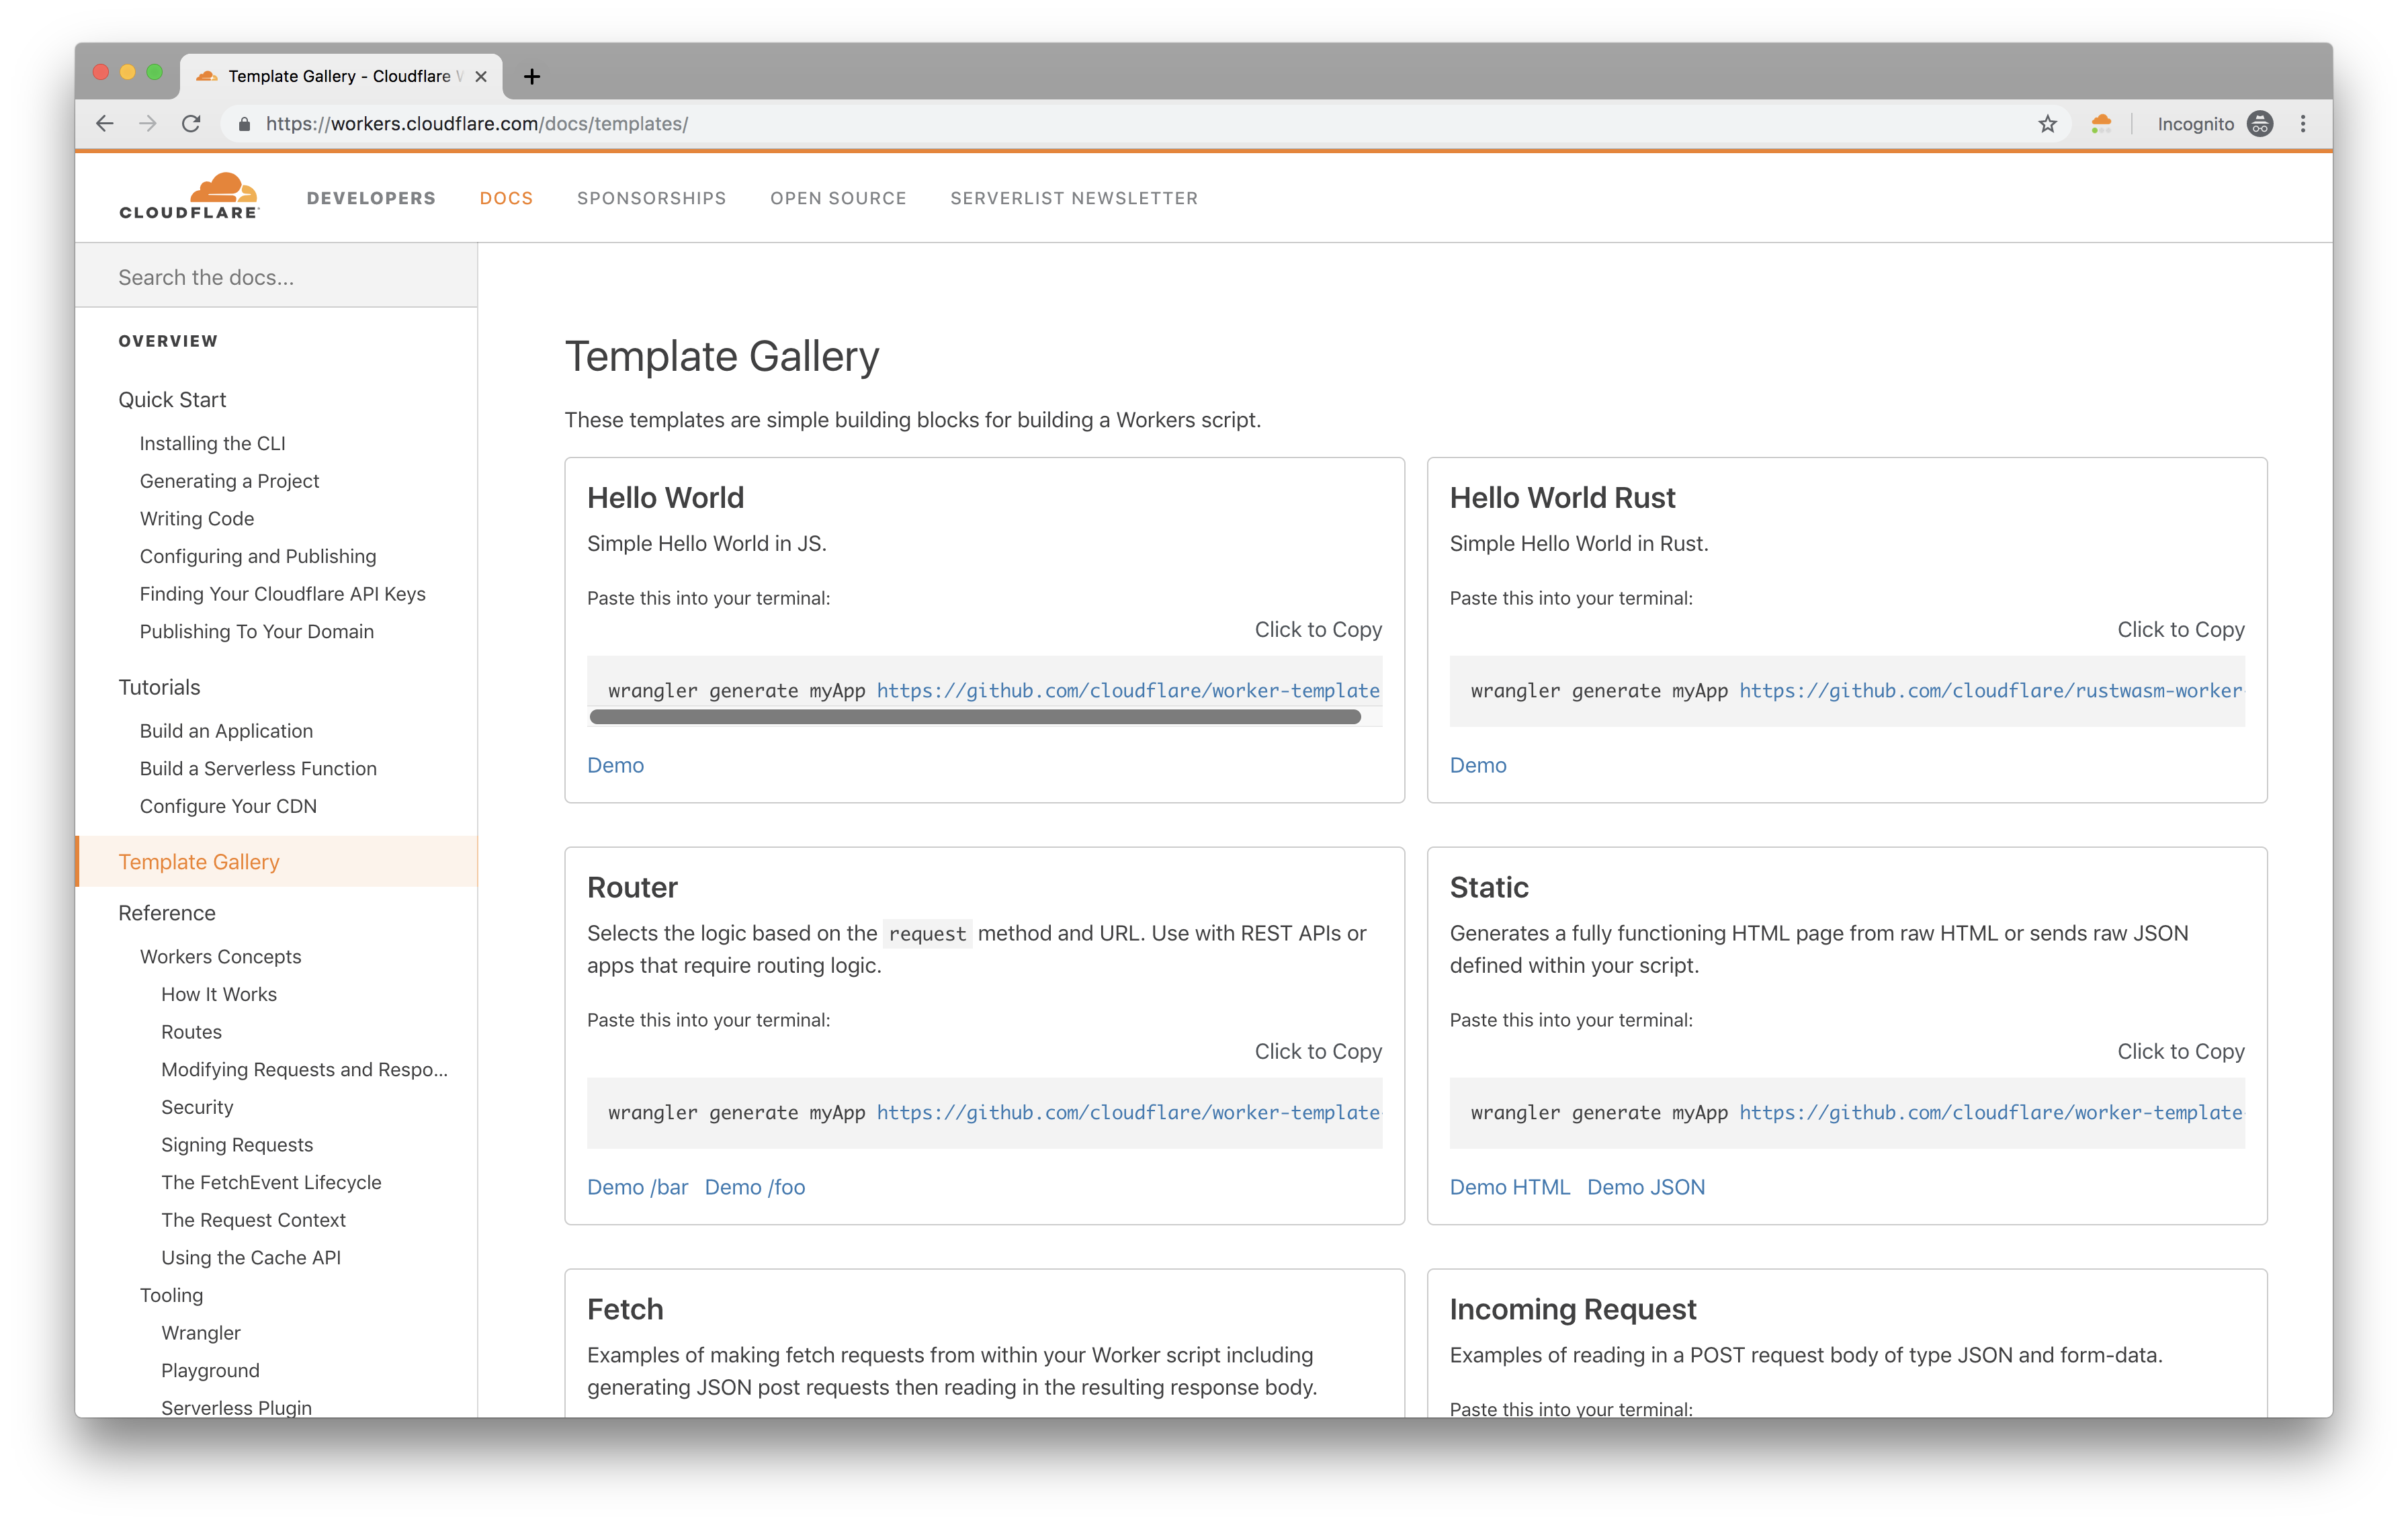 Template Gallery - Cloudflare W
https://workers.cloudflare.com/docs/templates/
Incognito
CLOUDFLARE
DEVELOPERS
DOCS
SPONSORSHIPS
OPEN SOURCE
SERVERLIST NEWSLETTER
Search the docs...
OVERVIEW
Quick Start
Installing the CLI
Generating a Project
Writing Code
Configuring and Publishing
Finding Your Cloudflare API Keys
Publishing To Your Domain
Tutorials
Build an Application
Build a Serverless Function
Configure Your CDN
Template Gallery
Reference
Workers Concepts
How It Works
Routes
Modifying Requests and Respo...
Security
Signing Requests
The FetchEvent Lifecycle
The Request Context
Using the Cache API
Tooling
Wrangler
Playground
Serverless Plugin
Template Gallery
These templates are simple building blocks for building a Workers script.
Hello World
Simple Hello World in JS.
Paste this into your terminal:
Click to Copy
wrangler generate myApp https://github.com/cloudflare/worker-template
Demo
Hello World Rust
Simple Hello World in Rust.
Paste this into your terminal:
Click to Copy
wrangler generate myApp https://github.com/cloudflare/rustwasm-worker-
Demo
Router
Selects the logic based on the request method and URL. Use with REST APIs or
apps that require routing logic.
Paste this into your terminal:
Click to Copy
wrangler generate myApp https://github.com/cloudflare/worker-template-
Demo /bar Demo /foo
Static
Generates a fully functioning HTML page from raw HTML or sends raw JSON
defined within your script.
Paste this into your terminal:
Click to Copy
wrangler generate myApp https://github.com/cloudflare/worker-template-
Demo HTML Demo JSON
Fetch
Examples of making fetch requests from within your Worker script including
generating JSON post requests then reading in the resulting response body.
Incoming Request
Examples of reading in a POST request body of type JSON and form-data.
Paste this into your terminal: